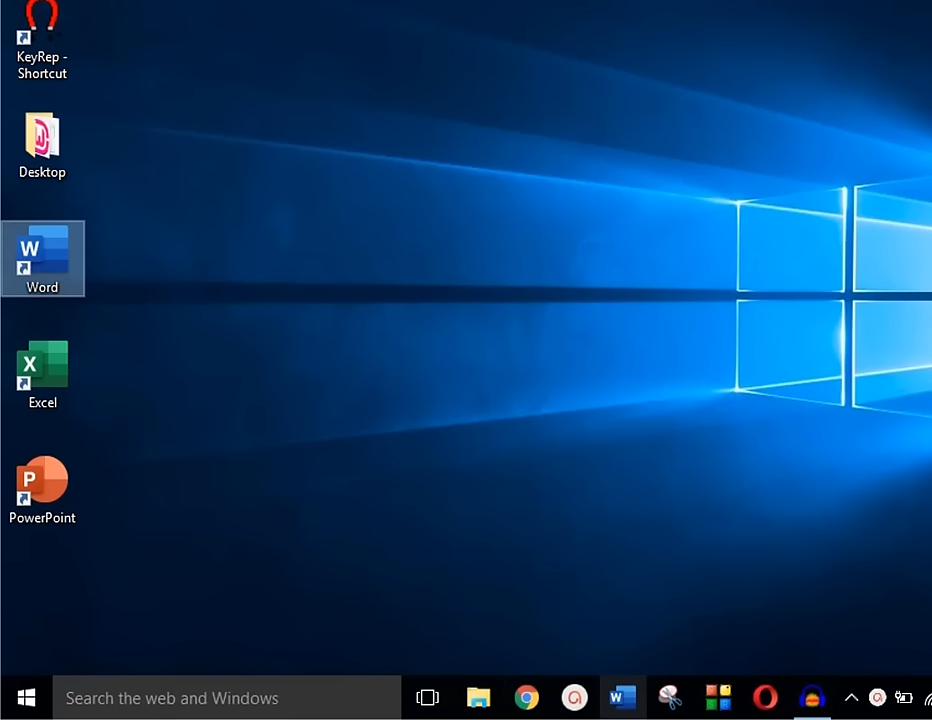 KeyRep -
Shortcut
Desktop
W
Word
X
Excel
P
PowerPoint
Search the web and Windows
W